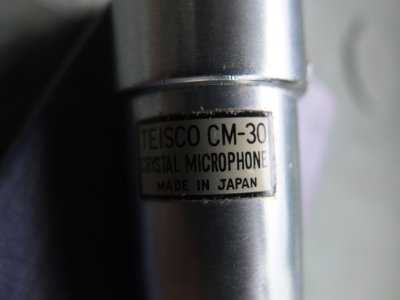 TEISCO CM-30
CRYSTAL MICROPHONE
MADE IN JAPAN